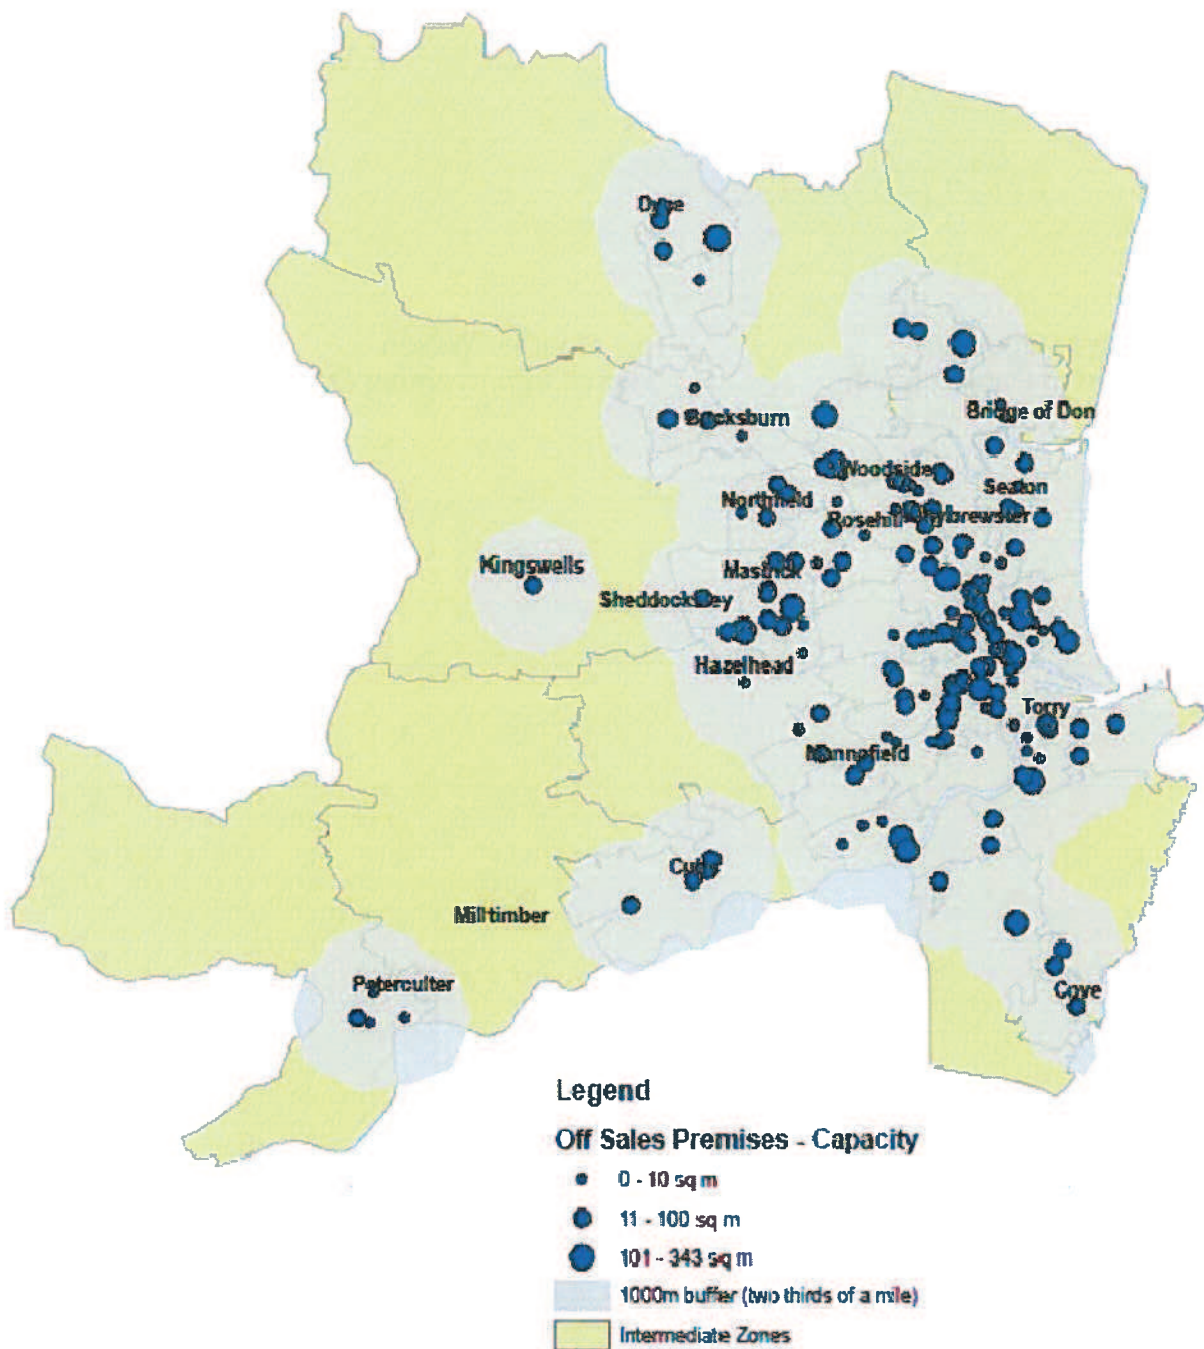 Dyce
Bucksburn
Bridge of Don
Woodside
Northfield
Seaton
Rosehill
Kingswells
Mastrick
Sheddocksley
Hazelhead
Torry
Mannofield
Milltimber
Peterculter
Cove
Legend
Off Sales Premises - Capacity
0 - 10 sq m
11 - 100 sq m
101 - 343 sq m
1000m buffer (two thirds of a mile)
Intermediate Zones